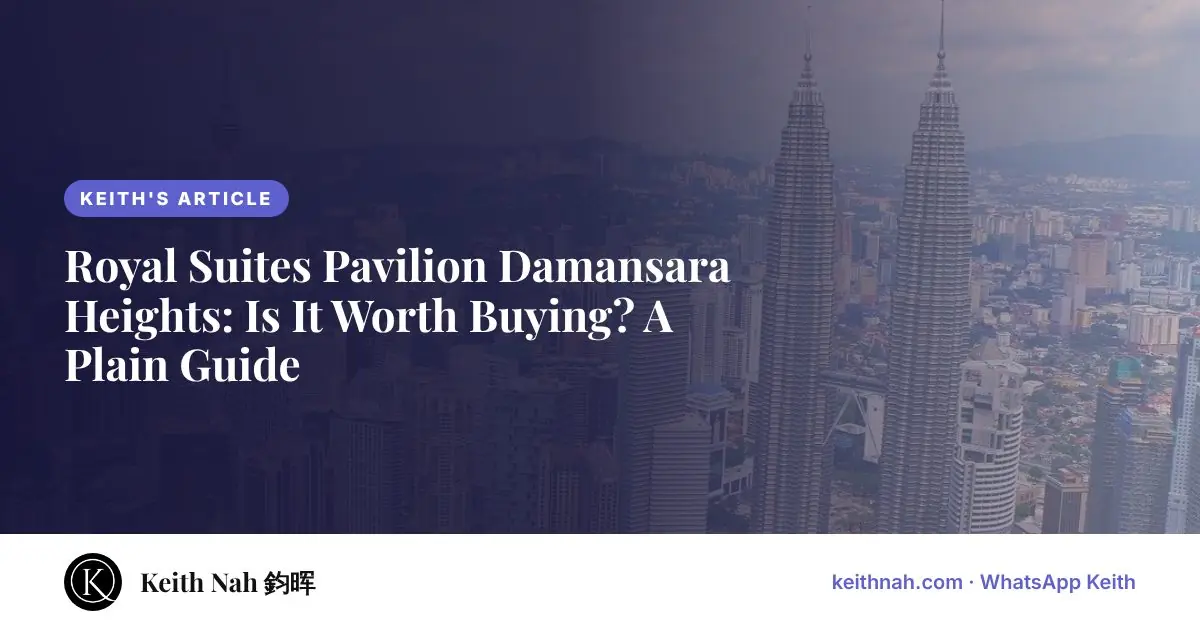 KEITH'S ARTICLE
Royal Suites Pavilion Damansara
Heights: Is It Worth Buying? A
Plain Guide
K
Keith Nah 鈞晖
keithnah.com · WhatsApp Keith